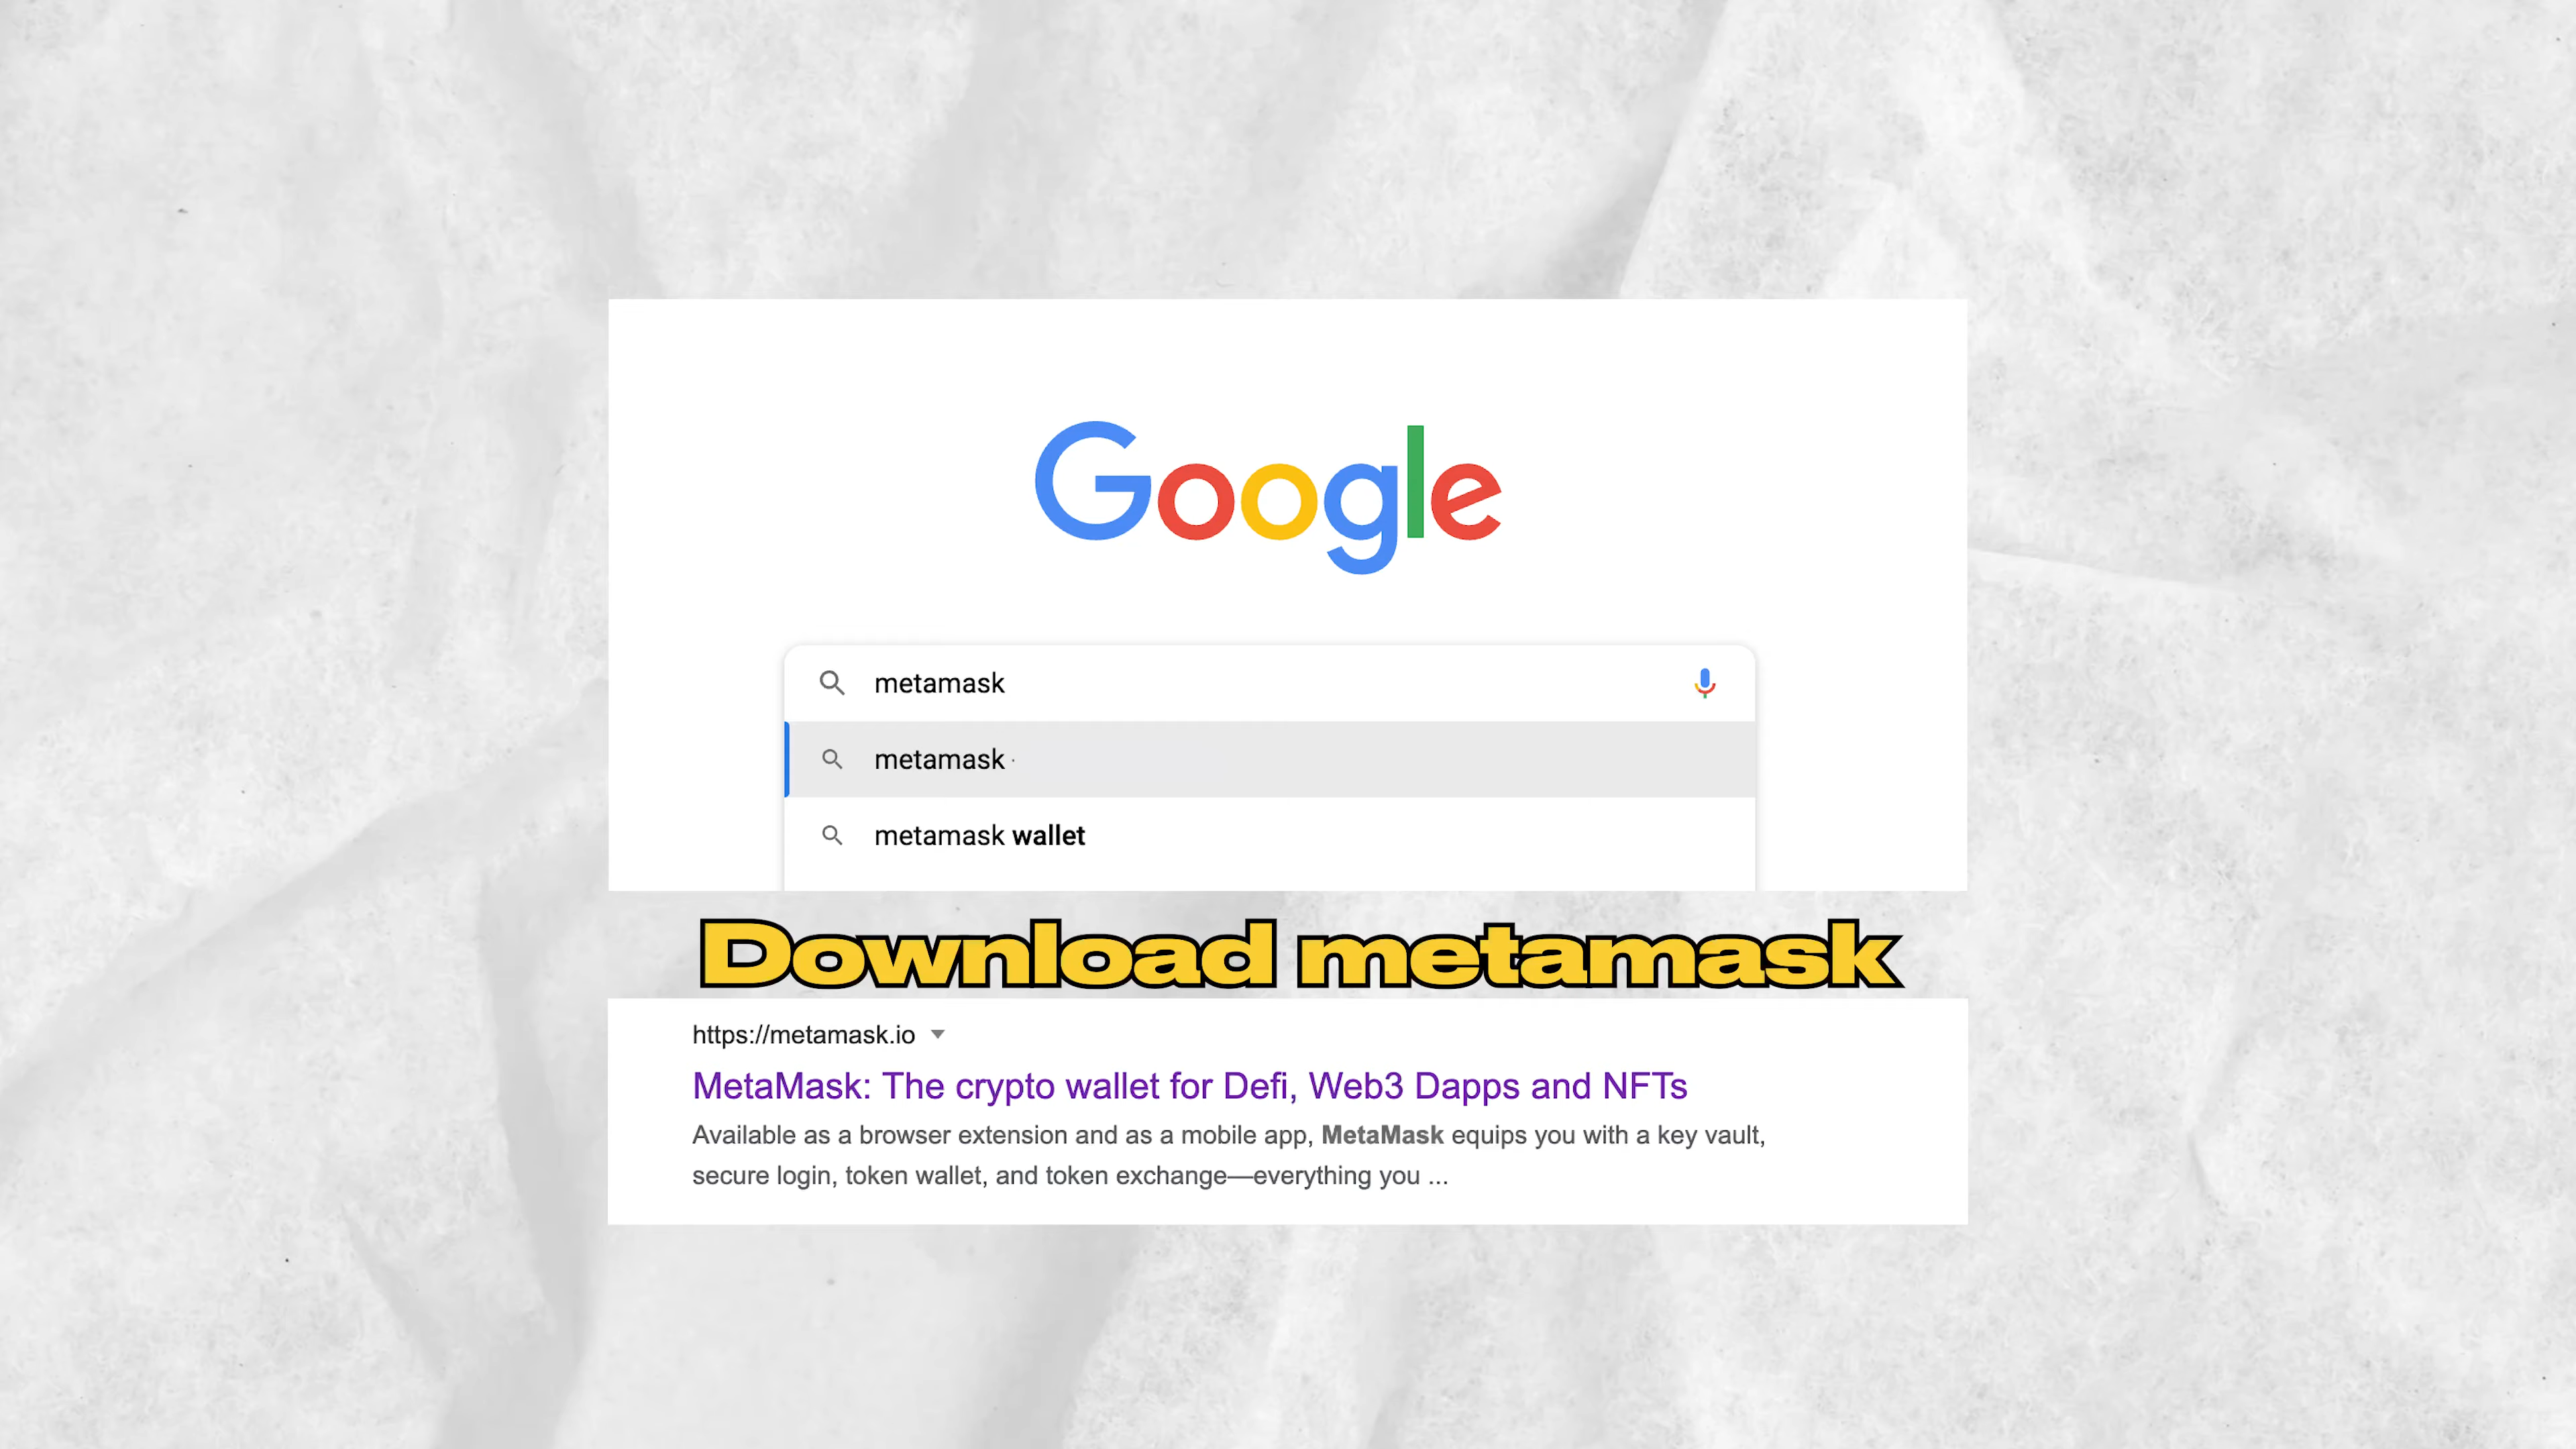 Google
metamask
metamask ·
metamask wallet
Download metamask
https://metamask.io
MetaMask: The crypto wallet for Defi, Web3 Dapps and NFTs
Available as a browser extension and as a mobile app, MetaMask equips you with a key vault,
secure login, token wallet, and token exchange—everything you ...